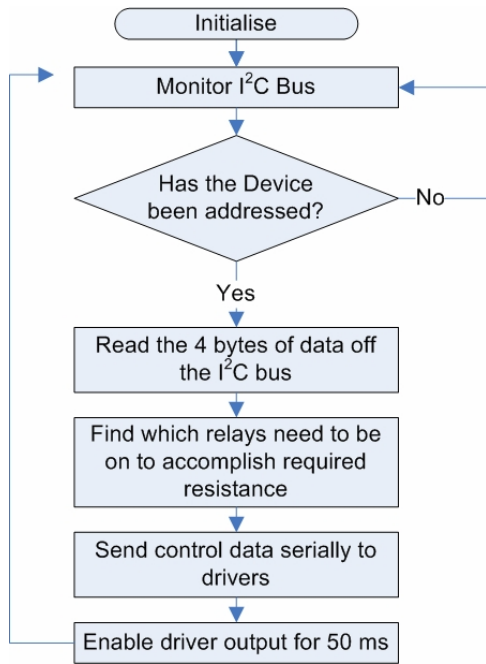 Initialise
Monitor I²C Bus
Has the Device
been addressed?
No
Yes
Read the 4 bytes of data off
the I²C bus
Find which relays need to be
on to accomplish required
resistance
Send control data serially to
drivers
Enable driver output for 50 ms